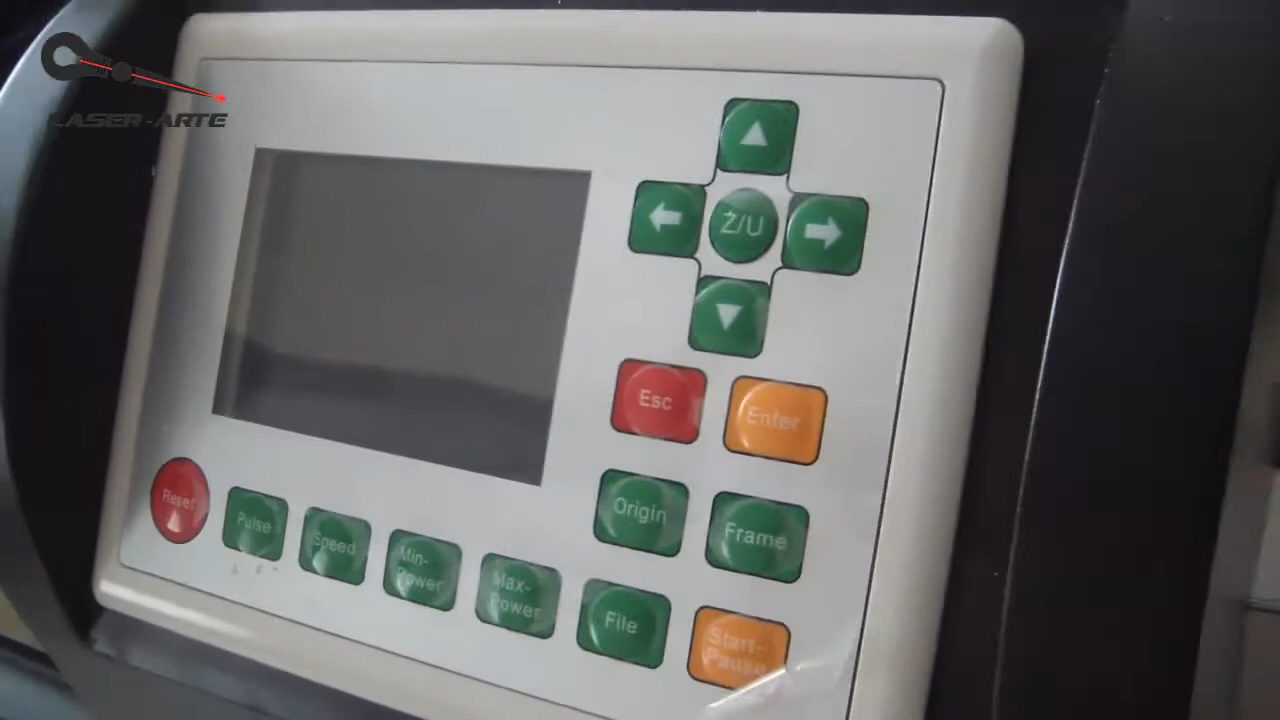 LASER-ARTE
Z/U
Esc
Enter
Origin
Frame
Reset
Pulse
Speed
Min-
Power
Max-
Power
File
Start-
Pause